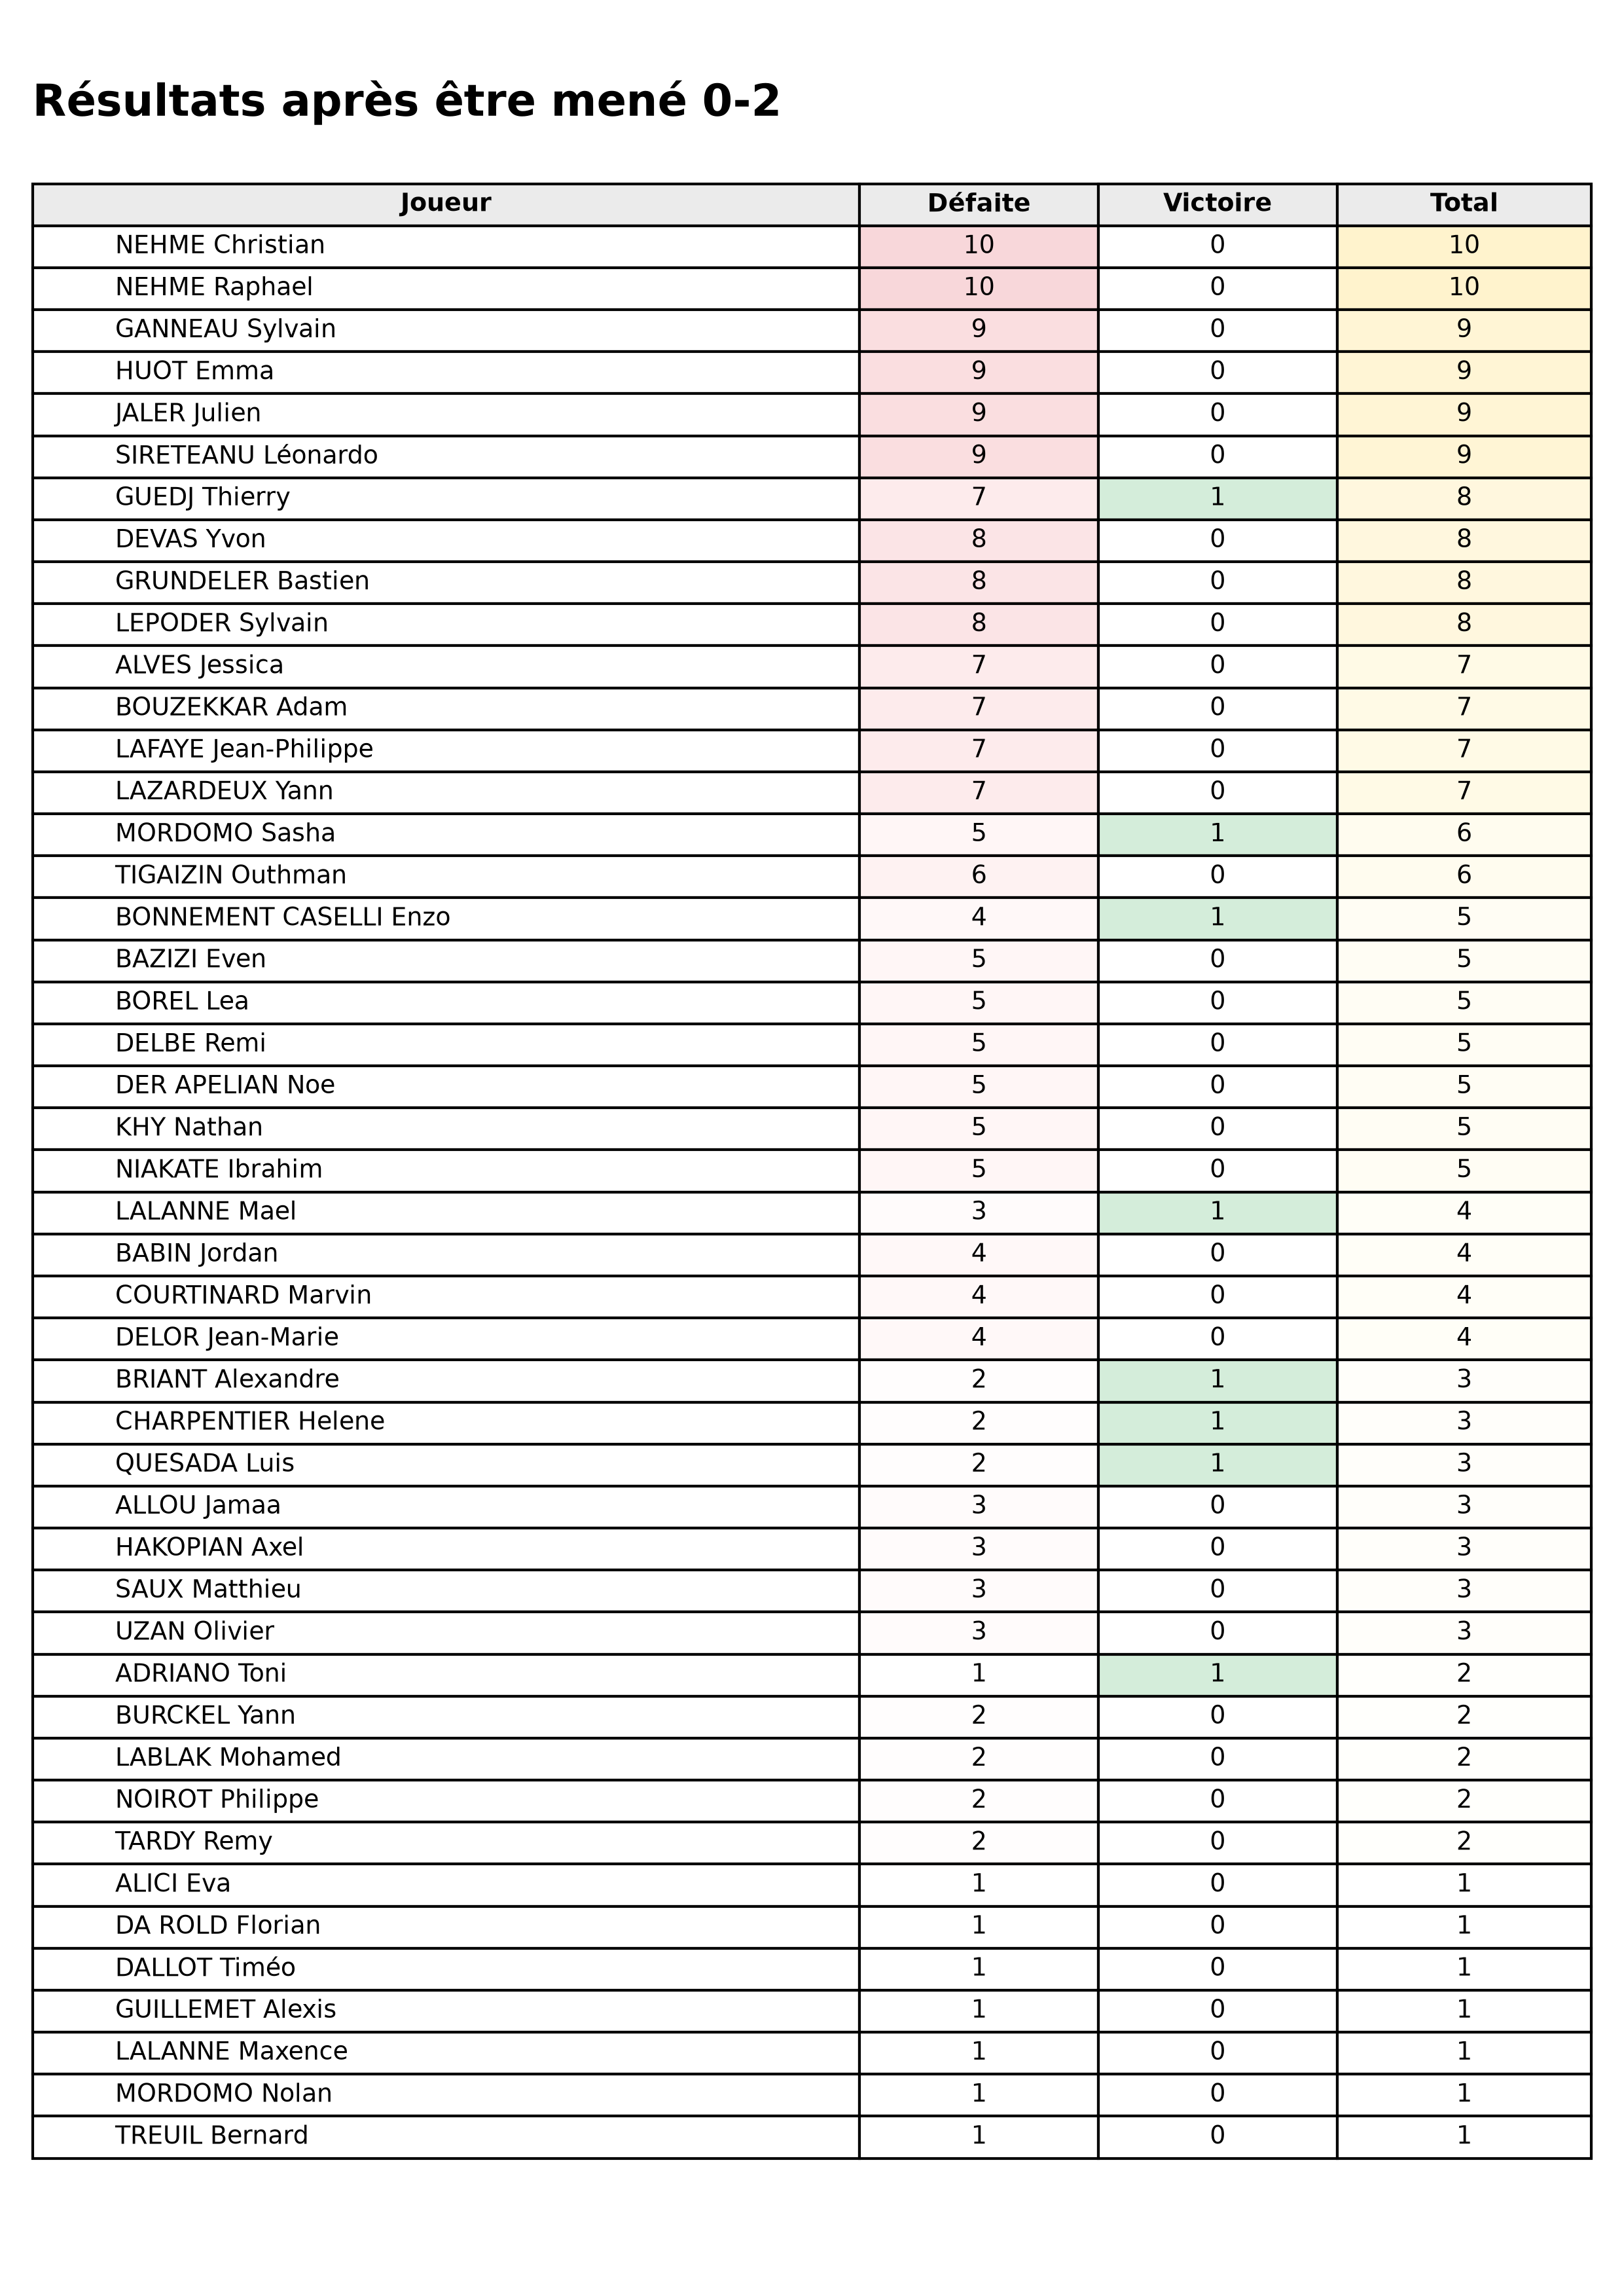 Résultats après être mené 0-2
Joueur Défaite Victoire Total
NEHME Christian 10 0 10
NEHME Raphael 10 0 10
GANNEAU Sylvain 9 0 9
HUOT Emma 9 0 9
JALER Julien 9 0 9
SIRETEANU Léonardo 9 0 9
GUEDJ Thierry 7 1 8
DEVAS Yvon 8 0 8
GRUNDELER Bastien 8 0 8
LEPODER Sylvain 8 0 8
ALVES Jessica 7 0 7
BOUZEKKAR Adam 7 0 7
LAFAYE Jean-Philippe 7 0 7
LAZARDEUX Yann 7 0 7
MORDOMO Sasha 5 1 6
TIGAIZIN Outhman 6 0 6
BONNEMENT CASELLI Enzo 4 1 5
BAZIZI Even 5 0 5
BOREL Lea 5 0 5
DELBE Remi 5 0 5
DER APELIAN Noe 5 0 5
KHY Nathan 5 0 5
NIAKATE Ibrahim 5 0 5
LALANNE Mael 3 1 4
BABIN Jordan 4 0 4
COURTINARD Marvin 4 0 4
DELOR Jean-Marie 4 0 4
BRIANT Alexandre 2 1 3
CHARPENTIER Helene 2 1 3
QUESADA Luis 2 1 3
ALLOU Jamaa 3 0 3
HAKOPIAN Axel 3 0 3
SAUX Matthieu 3 0 3
UZAN Olivier 3 0 3
ADRIANO Toni 1 1 2
BURCKEL Yann 2 0 2
LABLAK Mohamed 2 0 2
NOIROT Philippe 2 0 2
TARDY Remy 2 0 2
ALICI Eva 1 0 1
DA ROLD Florian 1 0 1
DALLOT Timéo 1 0 1
GUILLEMET Alexis 1 0 1
LALANNE Maxence 1 0 1
MORDOMO Nolan 1 0 1
TREUIL Bernard 1 0 1